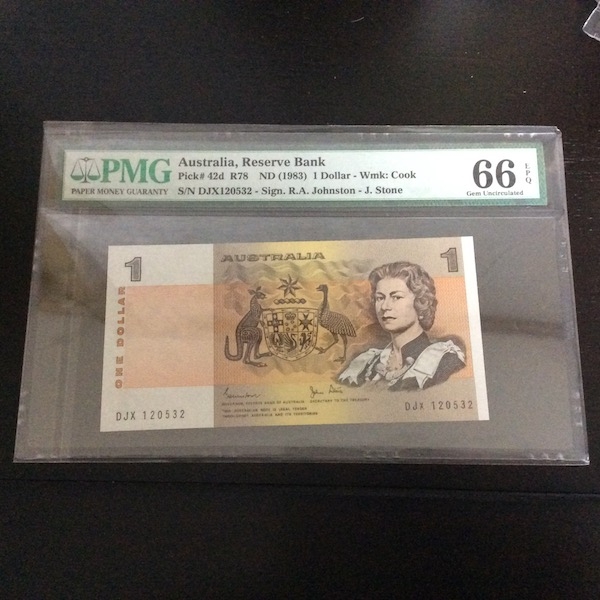 PMG
PAPER MONEY GUARANTY
Australia, Reserve Bank
Pick# 42d R78 ND (1983) 1 Dollar - Wmk: Cook
S/N DJX120532 - Sign. R.A. Johnston - J. Stone
66 EPQ
Gem Uncirculated
1
AUSTRALIA
1
ONE DOLLAR
DJX 120532
DJX 120532